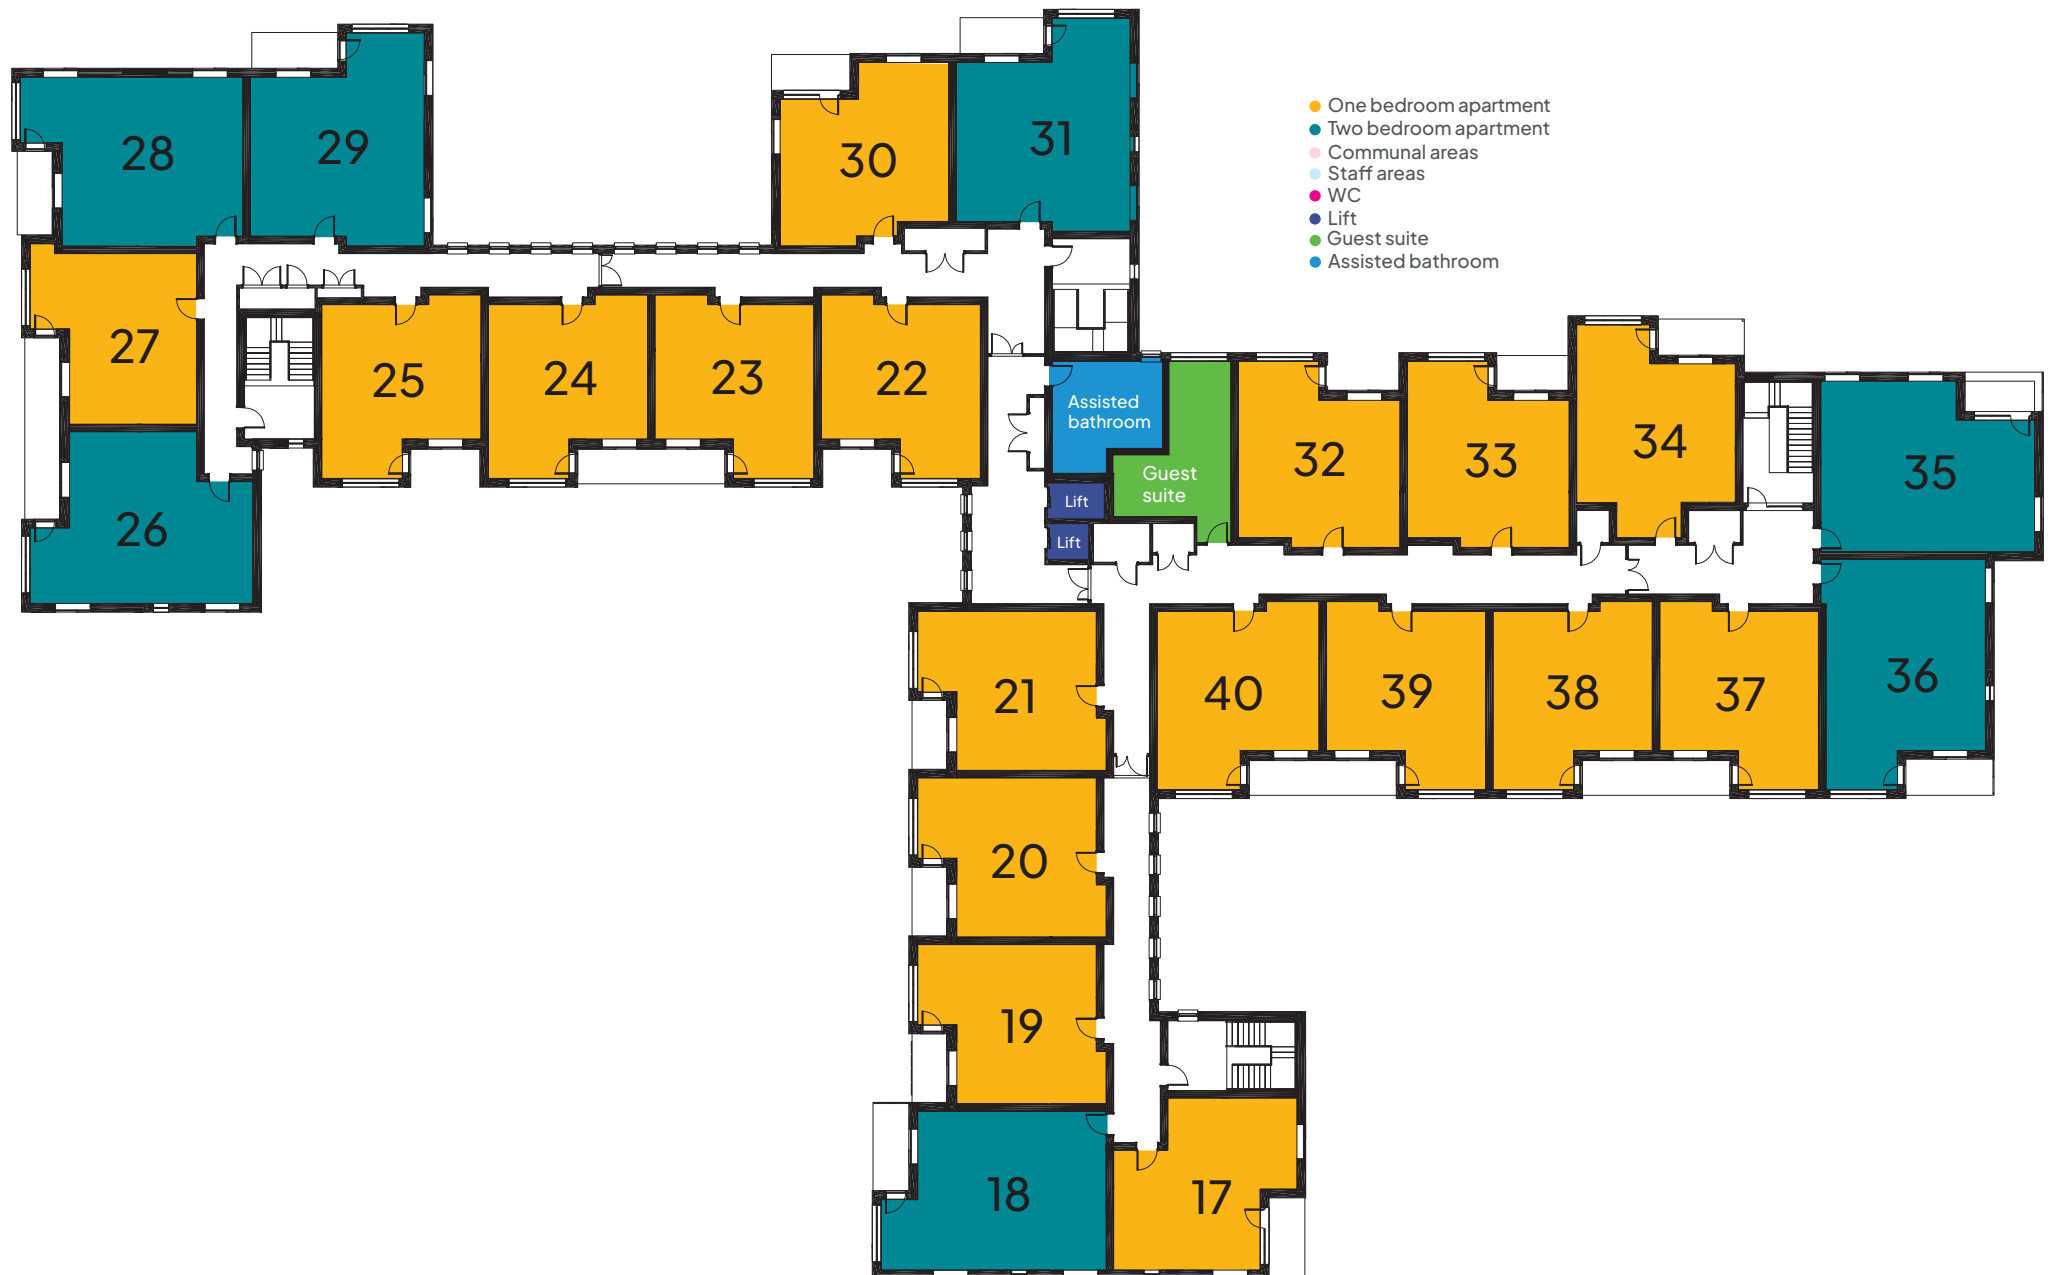 28
29
30
31
One bedroom apartment
Two bedroom apartment
Communal areas
Staff areas
WC
Lift
Guest suite
Assisted bathroom
27
25
24
23
22
26
Assisted
bathroom
Guest
suite
Lift
Lift
32
33
34
35
21
40
39
38
37
36
20
19
18
17